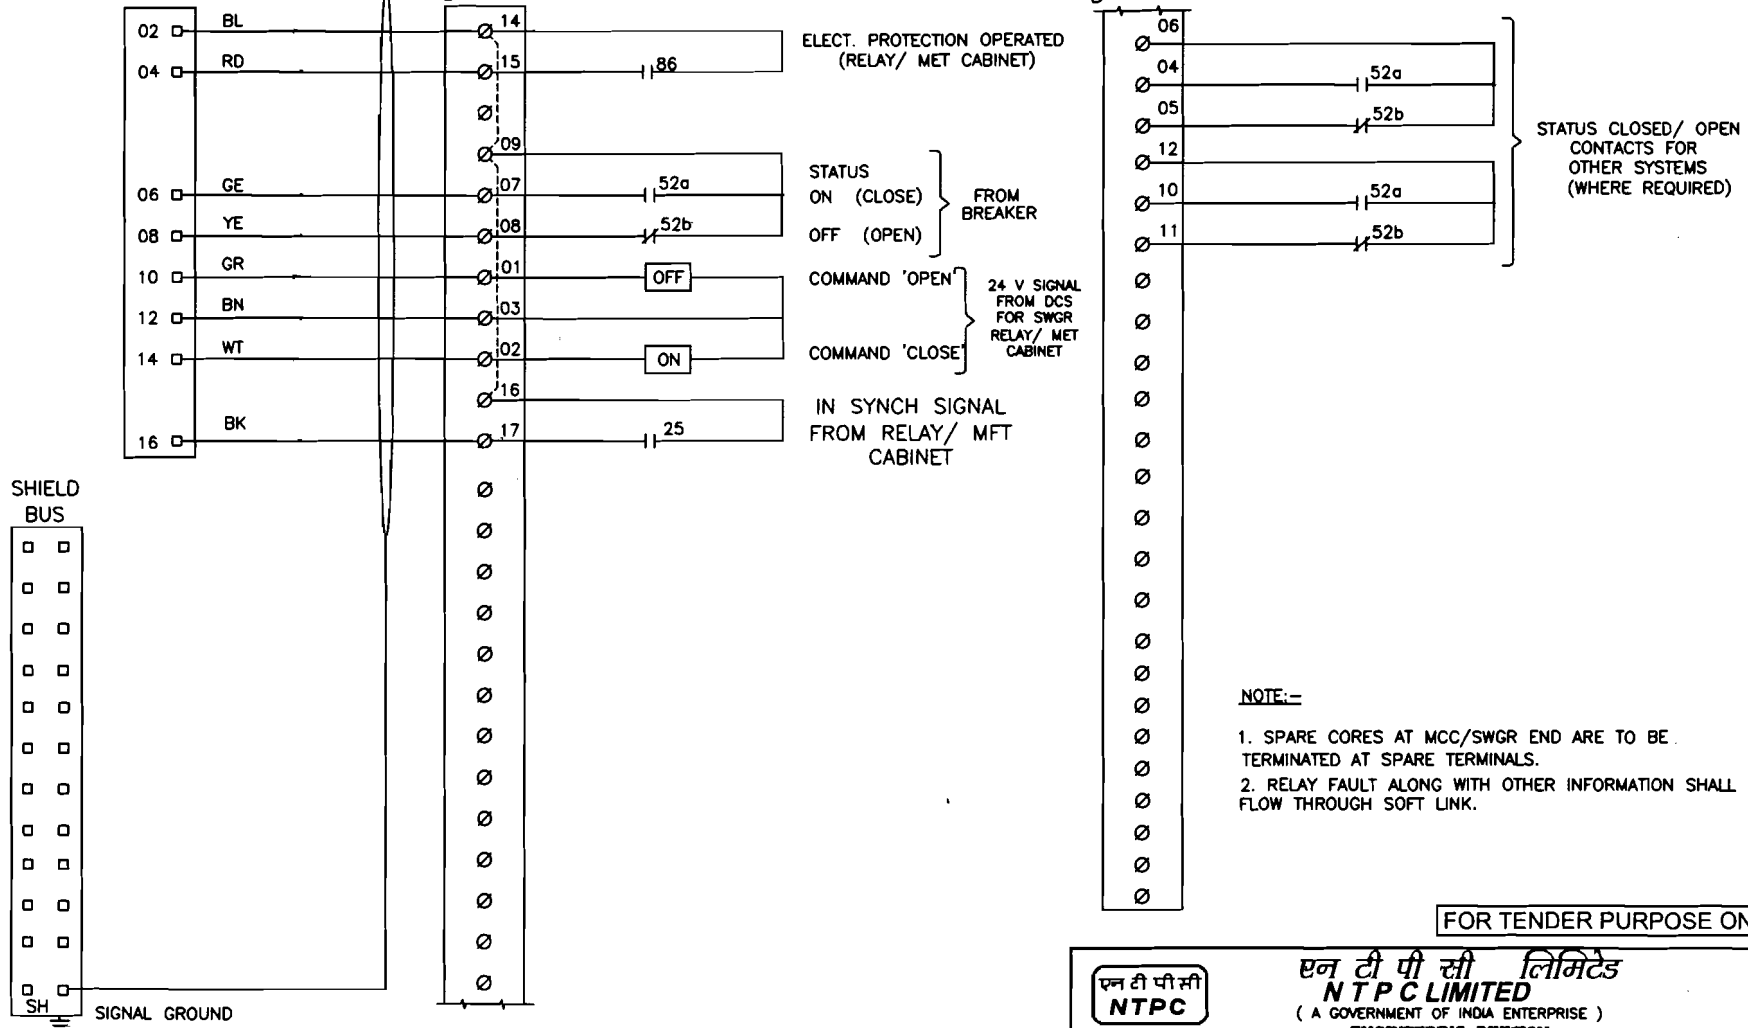 02 BL
04 RD
06 GE
08 YE
10 GR
12 BN
14 WT
16 BK
14
15 86
09
07 52a
08 52b
01 OFF
03
02 ON
16
17 25
ELECT. PROTECTION OPERATED
(RELAY/ MET CABINET)
STATUS
ON (CLOSE)
OFF (OPEN)
FROM
BREAKER
COMMAND 'OPEN'
COMMAND 'CLOSE'
24 V SIGNAL
FROM DCS
FOR SWGR
RELAY/ MET
CABINET
IN SYNCH SIGNAL
FROM RELAY/ MFT
CABINET
06
04 52a
05 52b
12
10 52a
11 52b
STATUS CLOSED/ OPEN
CONTACTS FOR
OTHER SYSTEMS
(WHERE REQUIRED)
SHIELD
BUS
SH
SIGNAL GROUND
NOTE:-
1. SPARE CORES AT MCC/SWGR END ARE TO BE
TERMINATED AT SPARE TERMINALS.
2. RELAY FAULT ALONG WITH OTHER INFORMATION SHALL
FLOW THROUGH SOFT LINK.
FOR TENDER PURPOSE
एन टी पी सी
NTPC
एन टी पी सी लिमिटेड
N T P C LIMITED
( A GOVERNMENT OF INDIA ENTERPRISE )